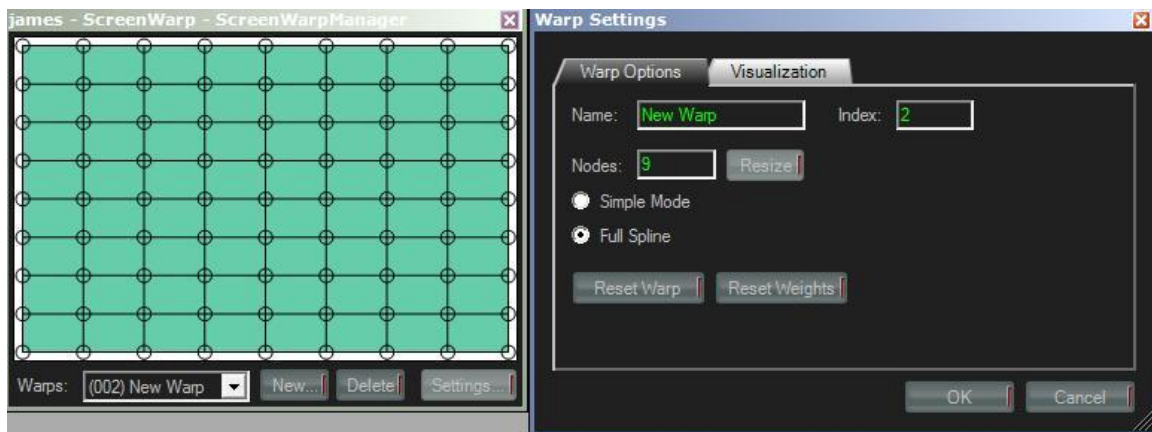 james - ScreenWarp - ScreenWarpManager
Warps: (002) New Warp New... Delete Settings...
Warp Settings
Warp Options Visualization
Name: New Warp Index: 2
Nodes: 9 Resize
Simple Mode
Full Spline
Reset Warp Reset Weights
OK Cancel